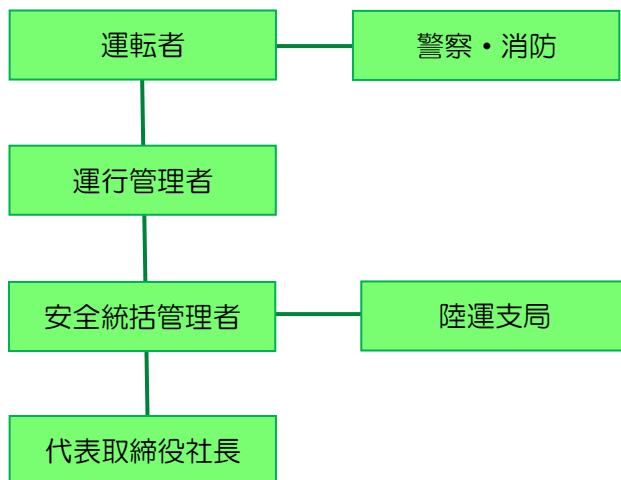 運転者
警察・消防
運行管理者
安全統括管理者
陸運支局
代表取締役社長